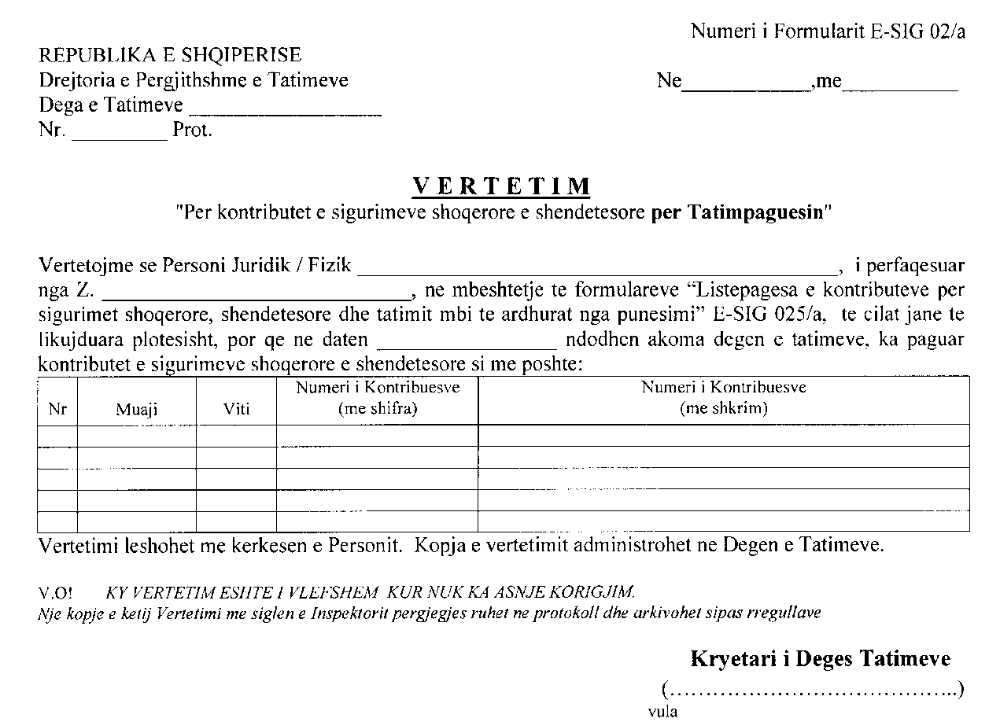 Numeri i Formularit E-SIG 02/a
REPUBLIKA E SHQIPERISE
Drejtoria e Pergjithshme e Tatimeve
Ne____________,me___________
Dega e Tatimeve __________________
Nr. _________ Prot.
V E R T E T I M
"Per kontributet e sigurimeve shoqerore e shendetesore per Tatimpaguesin"
Vertetojme se Personi Juridik / Fizik _____________________________________________, i perfaqesuar
nga Z. _____________________________, ne mbeshtetje te formulareve “Listepagesa e kontributeve per
sigurimet shoqerore, shendetesore dhe tatimit mbi te ardhurat nga punesimi” E-SIG 025/a, te cilat jane te
likujduara plotesisht, por qe ne daten _________________ ndodhen akoma degen e tatimeve, ka paguar
kontributet e sigurimeve shoqerore e shendetesore si me poshte:
Nr Muaji Viti Numeri i Kontribuesve (me shifra) Numeri i Kontribuesve (me shkrim)
Vertetimi leshohet me kerkesen e Personit. Kopja e vertetimit administrohet ne Degen e Tatimeve.
V.O! KY VERTETIM ESHTE I VLEFSHEM KUR NUK KA ASNJE KORIGJIM.
Nje kopje e ketij Vertetimi me siglen e Inspektorit pergjegjes ruhet ne protokoll dhe arkivohet sipas rregullave
Kryetari i Deges Tatimeve
(........................................)
vula